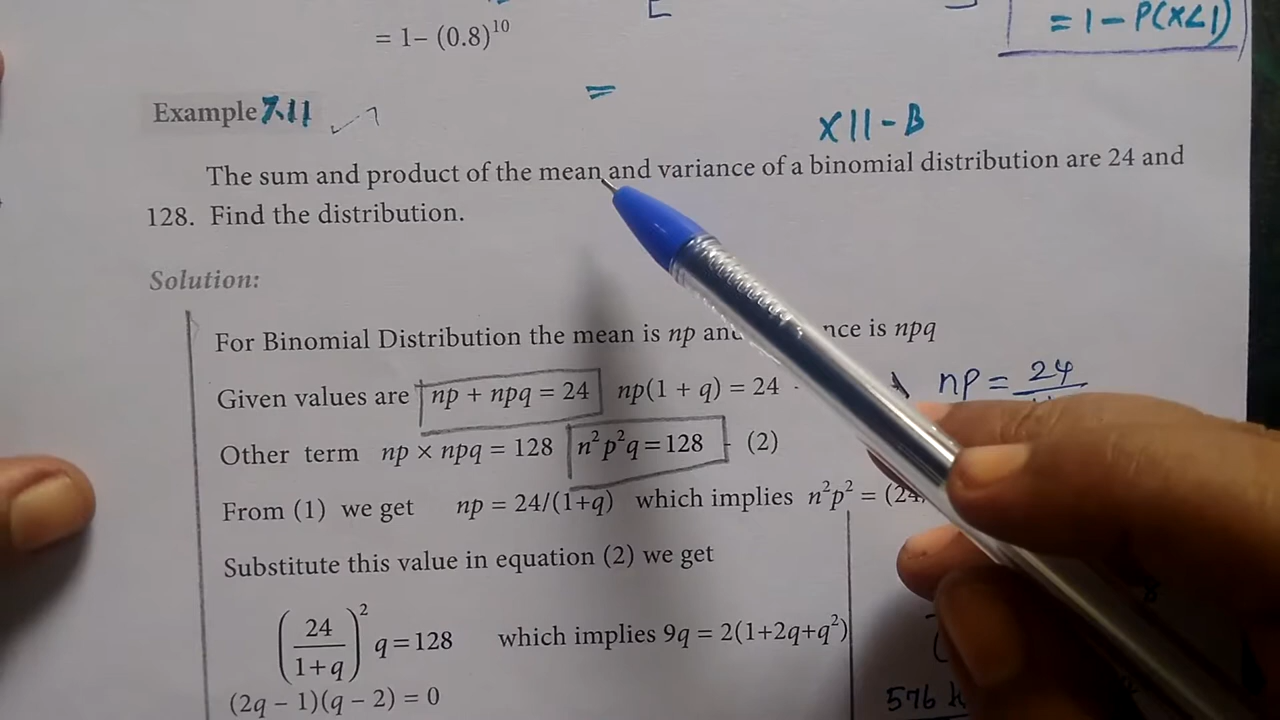 = 1– (0.8)¹⁰
= 1 – P(X<1)
Example 7.11
=
XII - B
The sum and product of the mean and variance of a binomial distribution are 24 and
128. Find the distribution.
Solution:
For Binomial Distribution the mean is np and nce is npq
Given values are np + npq = 24 np(1 + q) = 24
np = 24
Other term np × npq = 128 n²p²q = 128 - (2)
From (1) we get np = 24/(1+q) which implies n²p² = (24
Substitute this value in equation (2) we get
(24/1+q)² q = 128 which implies 9q = 2(1+2q+q²)
(2q – 1)(q – 2) = 0
576